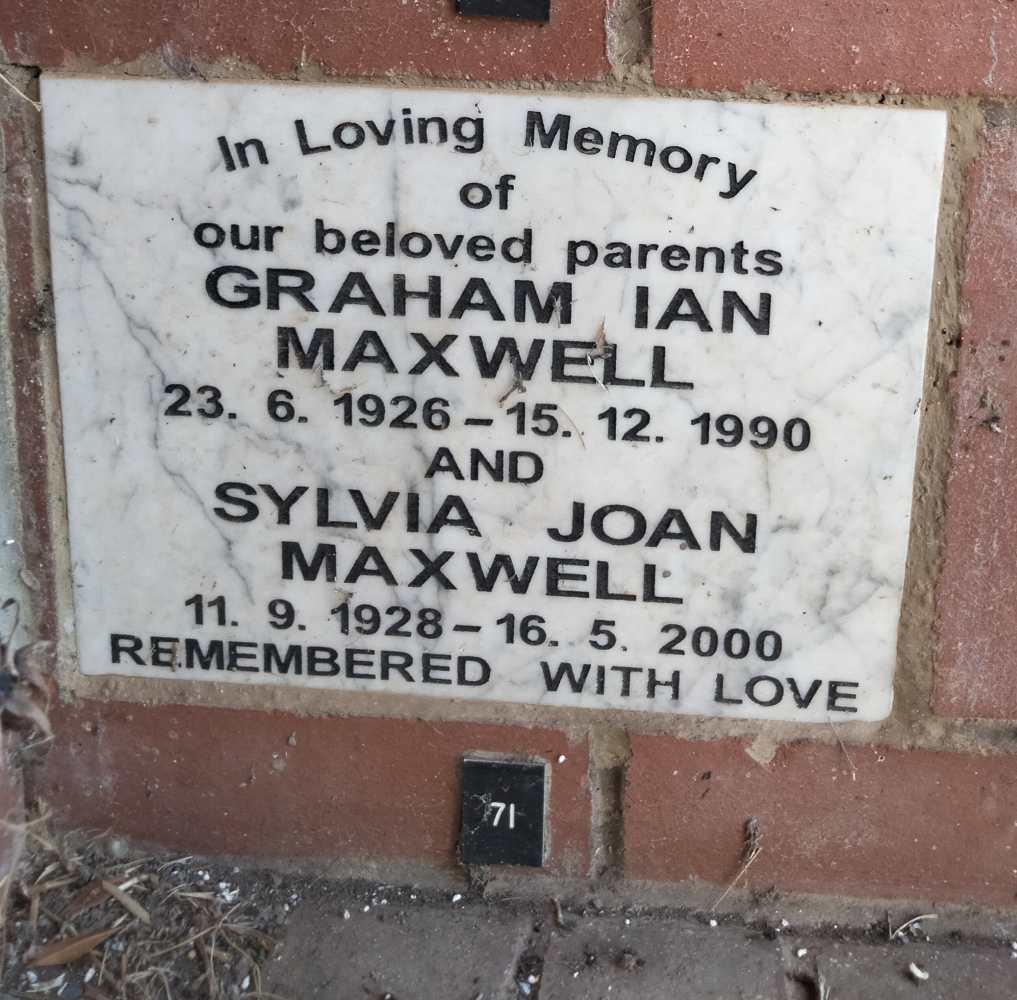 In Loving Memory
of
our beloved parents
GRAHAM IAN
MAXWELL
23. 6. 1926 – 15. 12. 1990
AND
SYLVIA JOAN
MAXWELL
11. 9. 1928 – 16. 5. 2000
REMEMBERED WITH LOVE
71